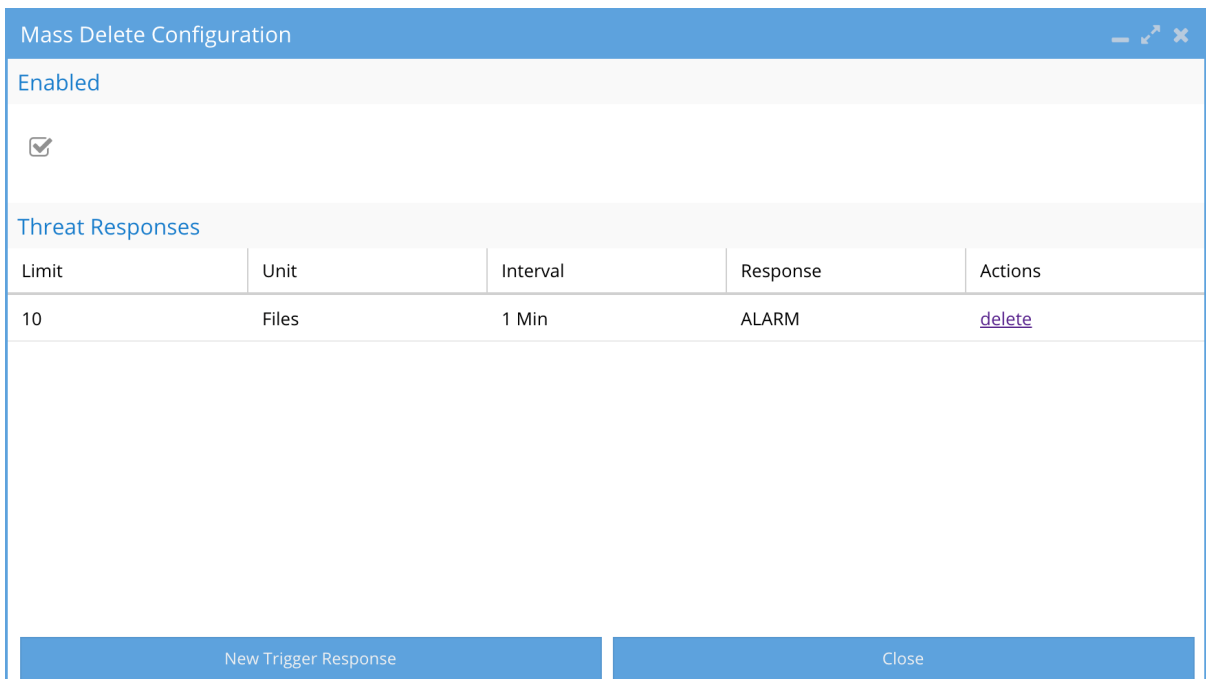 Mass Delete Configuration
Enabled
Threat Responses
Limit Unit Interval Response Actions
10 Files 1 Min ALARM delete
New Trigger Response Close